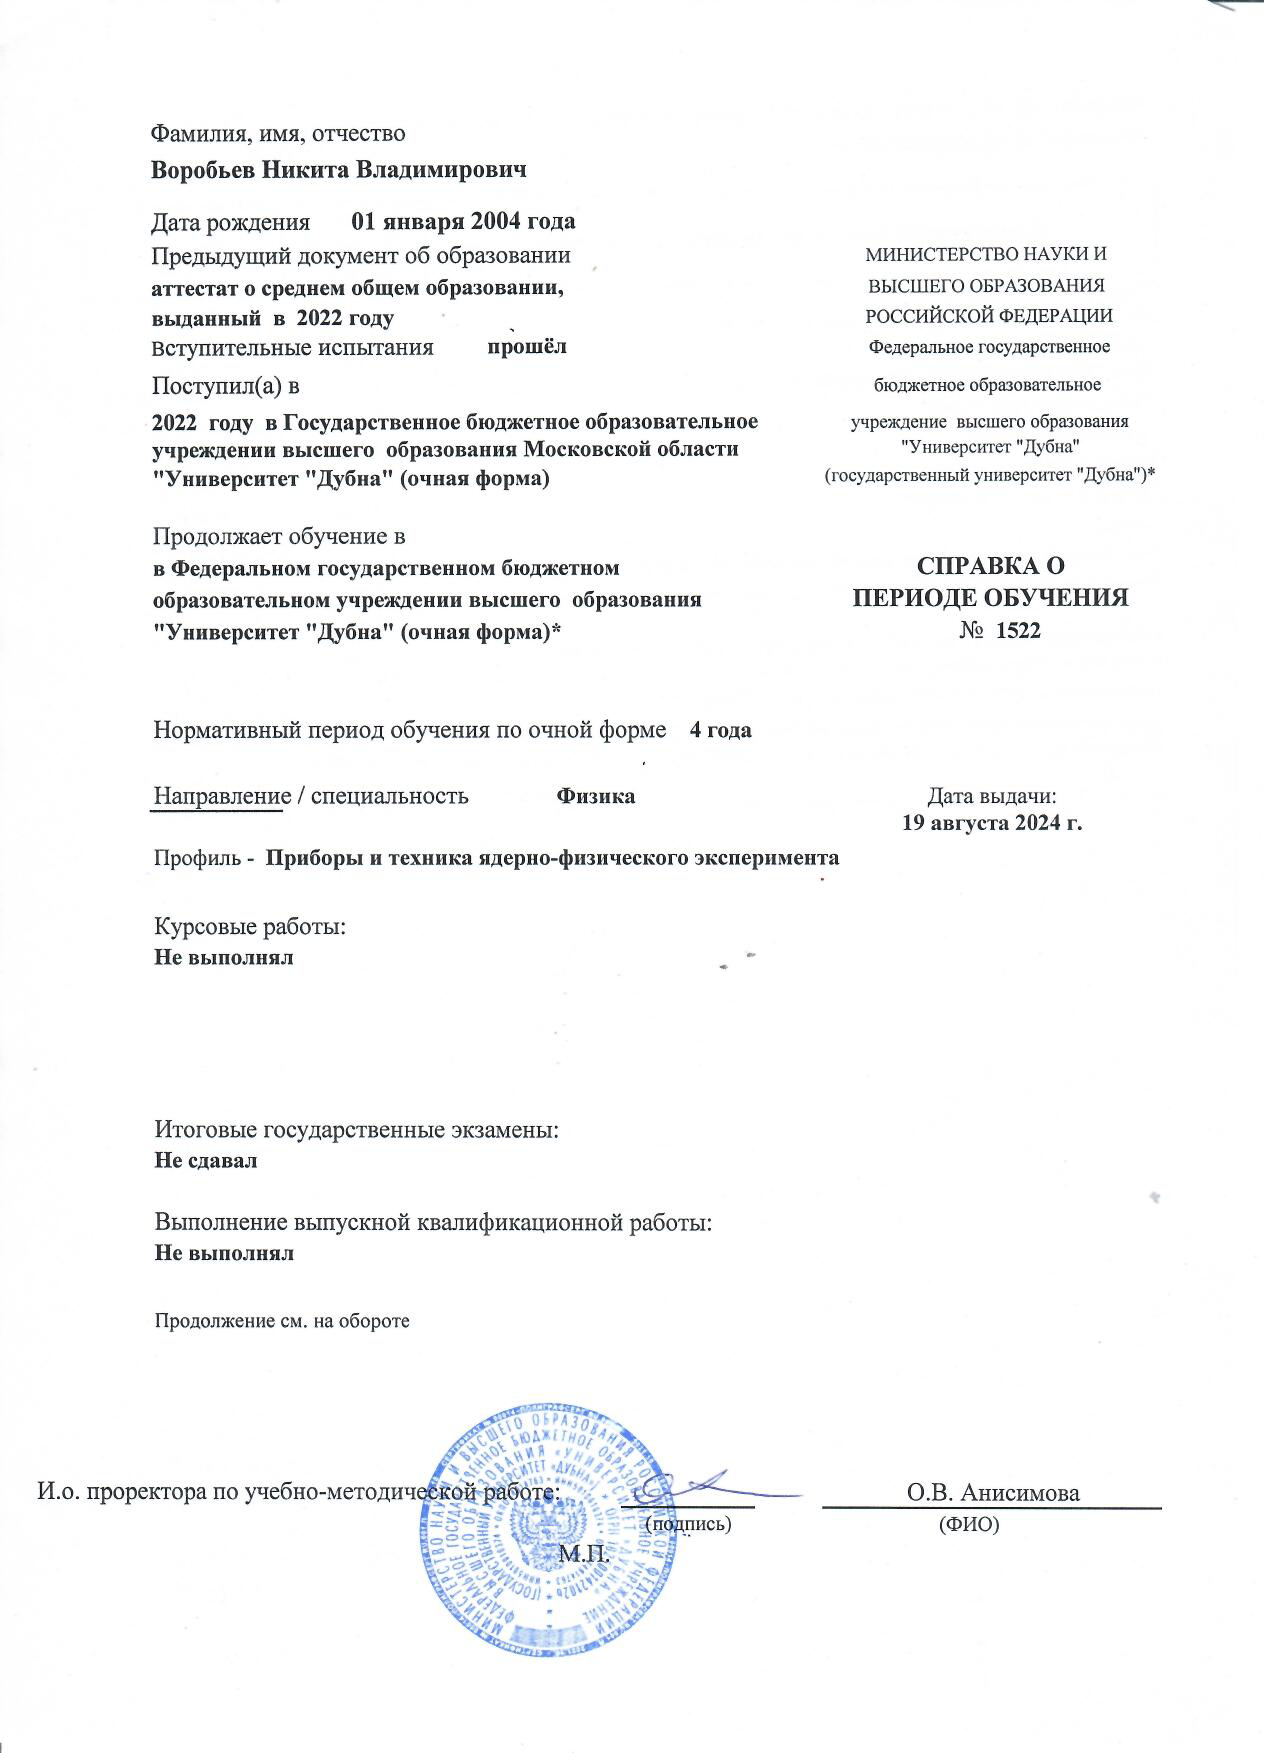 Фамилия, имя, отчество
Воробьев Никита Владимирович
Дата рождения 01 января 2004 года
Предыдущий документ об образовании
аттестат о среднем общем образовании,
выданный в 2022 году
Вступительные испытания прошёл
Поступил(а) в
2022 году в Государственное бюджетное образовательное
учреждении высшего образования Московской области
"Университет "Дубна" (очная форма)
Продолжает обучение в
в Федеральном государственном бюджетном
образовательном учреждении высшего образования
"Университет "Дубна" (очная форма)*
Нормативный период обучения по очной форме 4 года
Направление / специальность Физика
Профиль - Приборы и техника ядерно-физического эксперимента
Курсовые работы:
Не выполнял
Итоговые государственные экзамены:
Не сдавал
Выполнение выпускной квалификационной работы:
Не выполнял
Продолжение см. на обороте
МИНИСТЕРСТВО НАУКИ И
ВЫСШЕГО ОБРАЗОВАНИЯ
РОССИЙСКОЙ ФЕДЕРАЦИИ
Федеральное государственное
бюджетное образовательное
учреждение высшего образования
"Университет "Дубна"
(государственный университет "Дубна")*
СПРАВКА О
ПЕРИОДЕ ОБУЧЕНИЯ
№ 1522
Дата выдачи:
19 августа 2024 г.
И.о. проректора по учебно-методической работе: О.В. Анисимова
(подпись) (ФИО)
М.П.